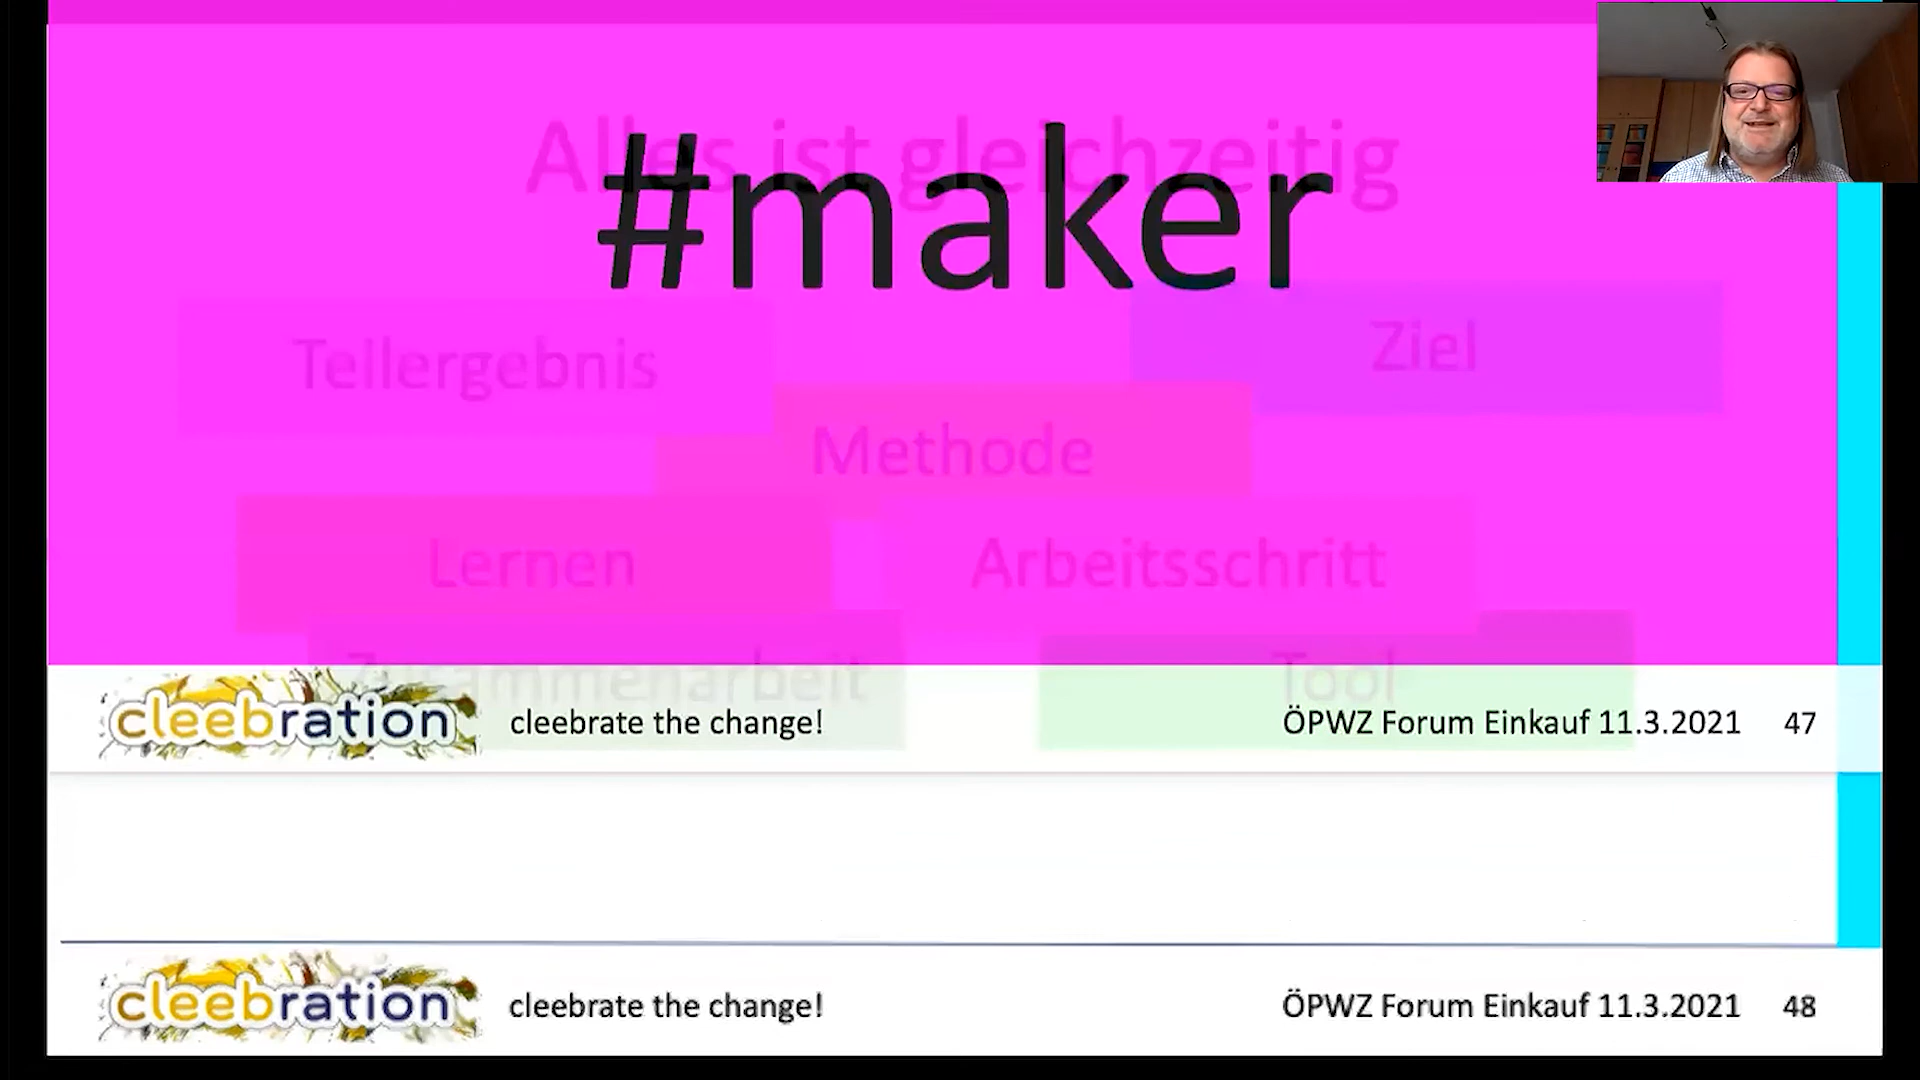 Alles ist gleichzeitig
#maker
Teilergebnis
Ziel
Methode
Lernen
Arbeitsschritt
Zusammenarbeit
Tool
cleebration cleebrate the change! ÖPWZ Forum Einkauf 11.3.2021 47
cleebration cleebrate the change! ÖPWZ Forum Einkauf 11.3.2021 48